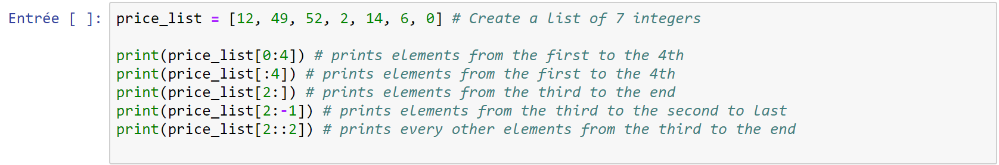 Entrée [ ]: price_list = [12, 49, 52, 2, 14, 6, 0] # Create a list of 7 integers
print(price_list[0:4]) # prints elements from the first to the 4th
print(price_list[:4]) # prints elements from the first to the 4th
print(price_list[2:]) # prints elements from the third to the end
print(price_list[2:-1]) # prints elements from the third to the second to last
print(price_list[2::2]) # prints every other elements from the third to the end